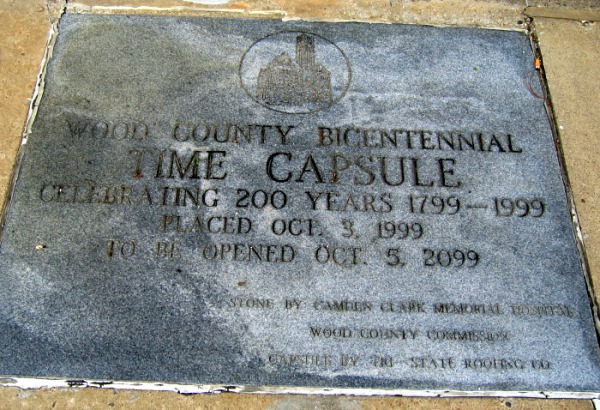 WOOD COUNTY BICENTENNIAL
TIME CAPSULE
CELEBRATING 200 YEARS 1799-1999
PLACED OCT. 3, 1999
TO BE OPENED OCT. 5, 2099
STONE BY CAMDEN CLARK MEMORIAL HOSPITAL
WOOD COUNTY COMMISSION
CAPSULE BY TRI-STATE ROOFING CO.